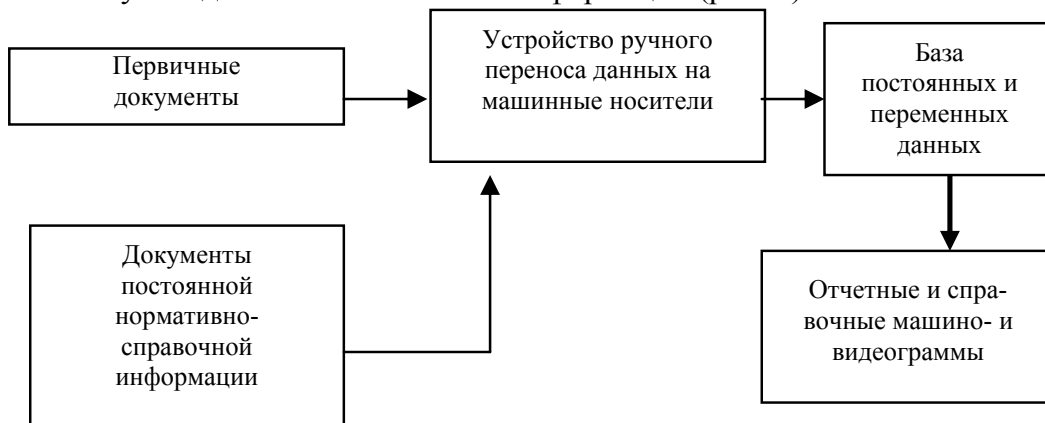 Первичные
документы
Устройство ручного
переноса данных на
машинные носители
База
постоянных и
переменных
данных
Документы
постоянной
нормативно-
справочной
информации
Отчетные и спра-
вочные машино- и
видеограммы